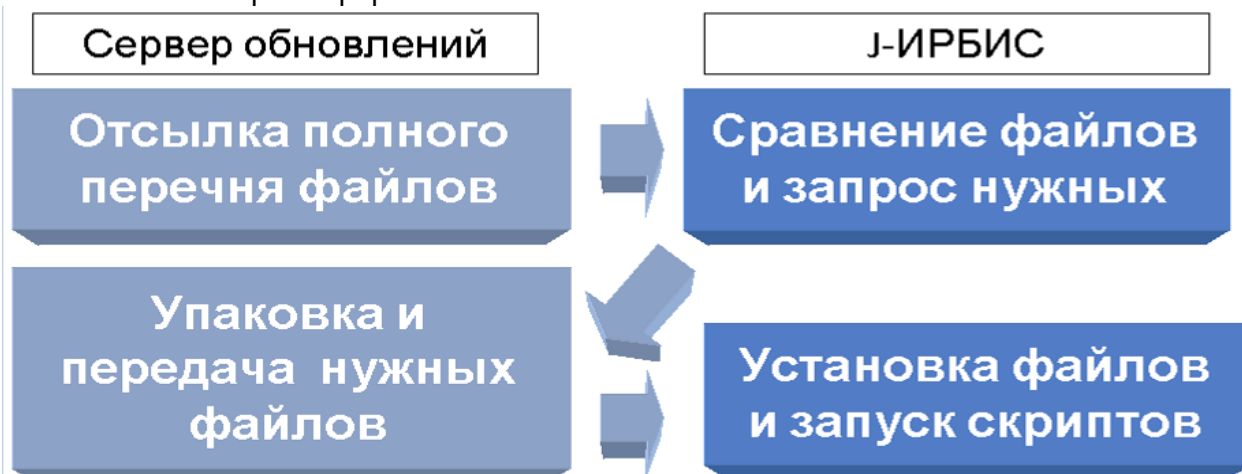 Сервер обновлений
J-ИРБИС
Отсылка полного
перечня файлов
Сравнение файлов
и запрос нужных
Упаковка и
передача нужных
файлов
Установка файлов
и запуск скриптов